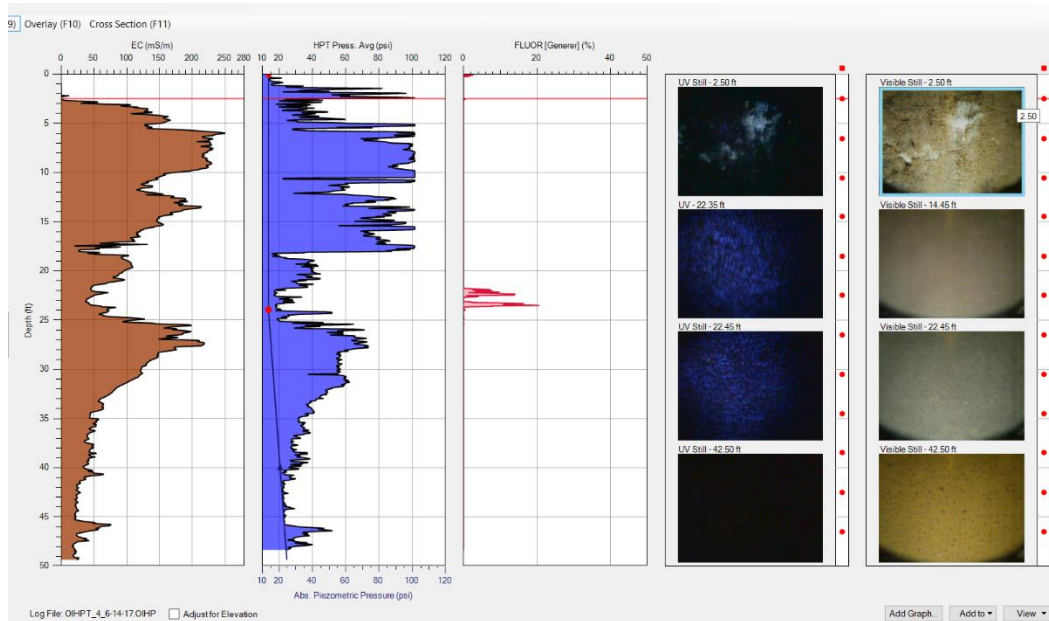 9) Overlay (F10) Cross Section (F11)
EC (mS/m)
0 50 100 150 200 250 280
HPT Press. Avg (psi)
10 20 40 60 80 100 120
FLUOR [Generer] (%)
0 10 20 30 40 50
Depth (ft)
0
5
10
15
20
25
30
35
40
45
50
10 20 40 60 80 100 120
Abs. Piezometric Pressure (psi)
UV Still - 2.50 ft
UV - 22.35 ft
UV Still - 22.45 ft
UV Still - 42.50 ft
Visible Still - 2.50 ft
2.50
Visible Still - 14.45 ft
Visible Still - 22.45 ft
Visible Still - 42.50 ft
Log File: OIHPT_4_6-14-17.OIHP Adjust for Elevation
Add Graph... Add to View